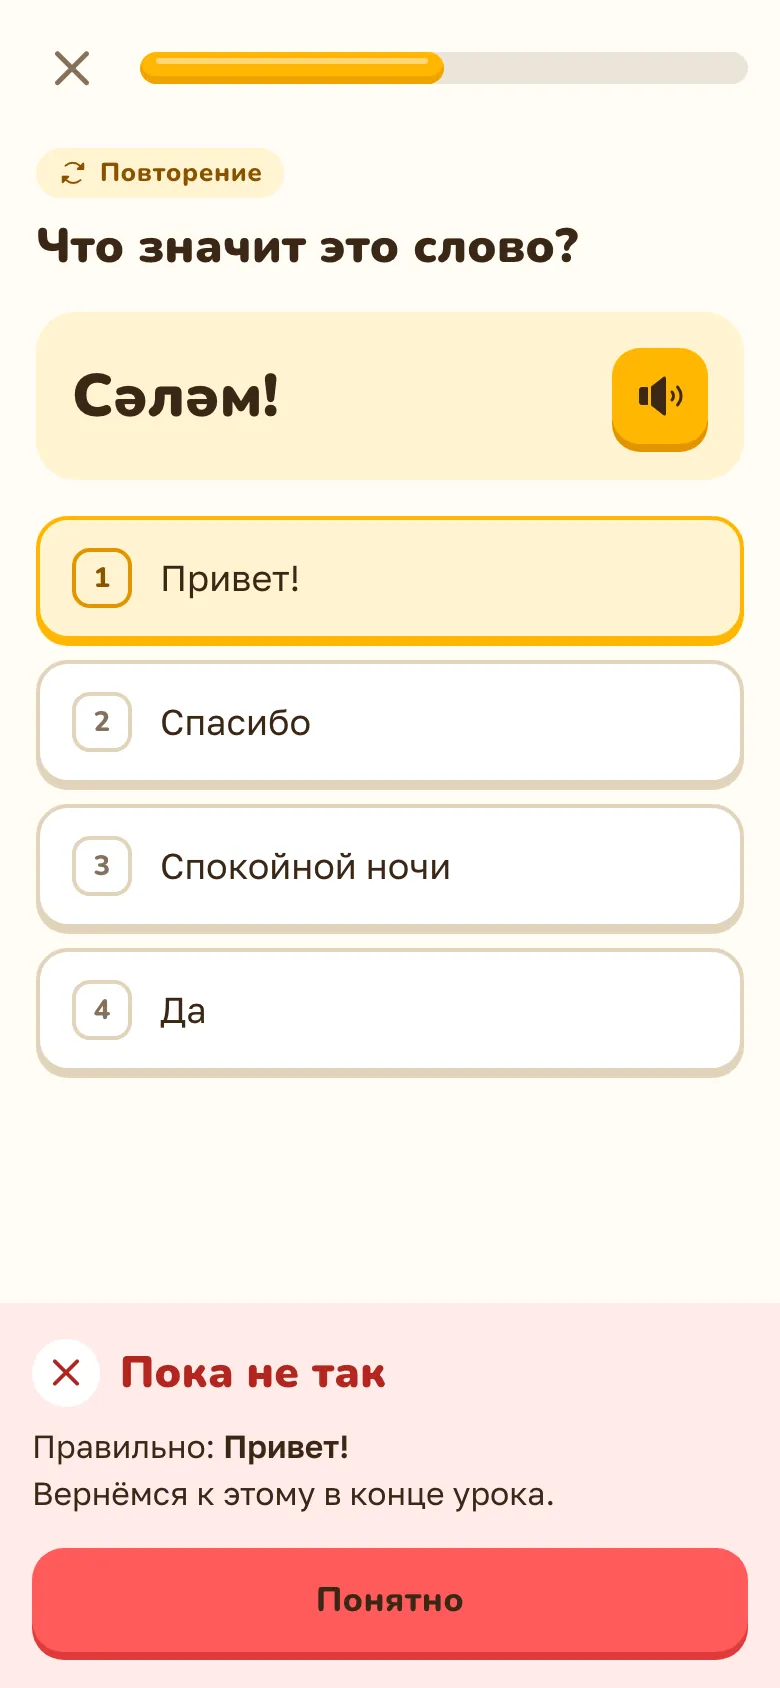 Повторение
Что значит это слово?
Сәләм!
1 Привет!
2 Спасибо
3 Спокойной ночи
4 Да
Пока не так
Правильно: Привет!
Вернёмся к этому в конце урока.
Понятно